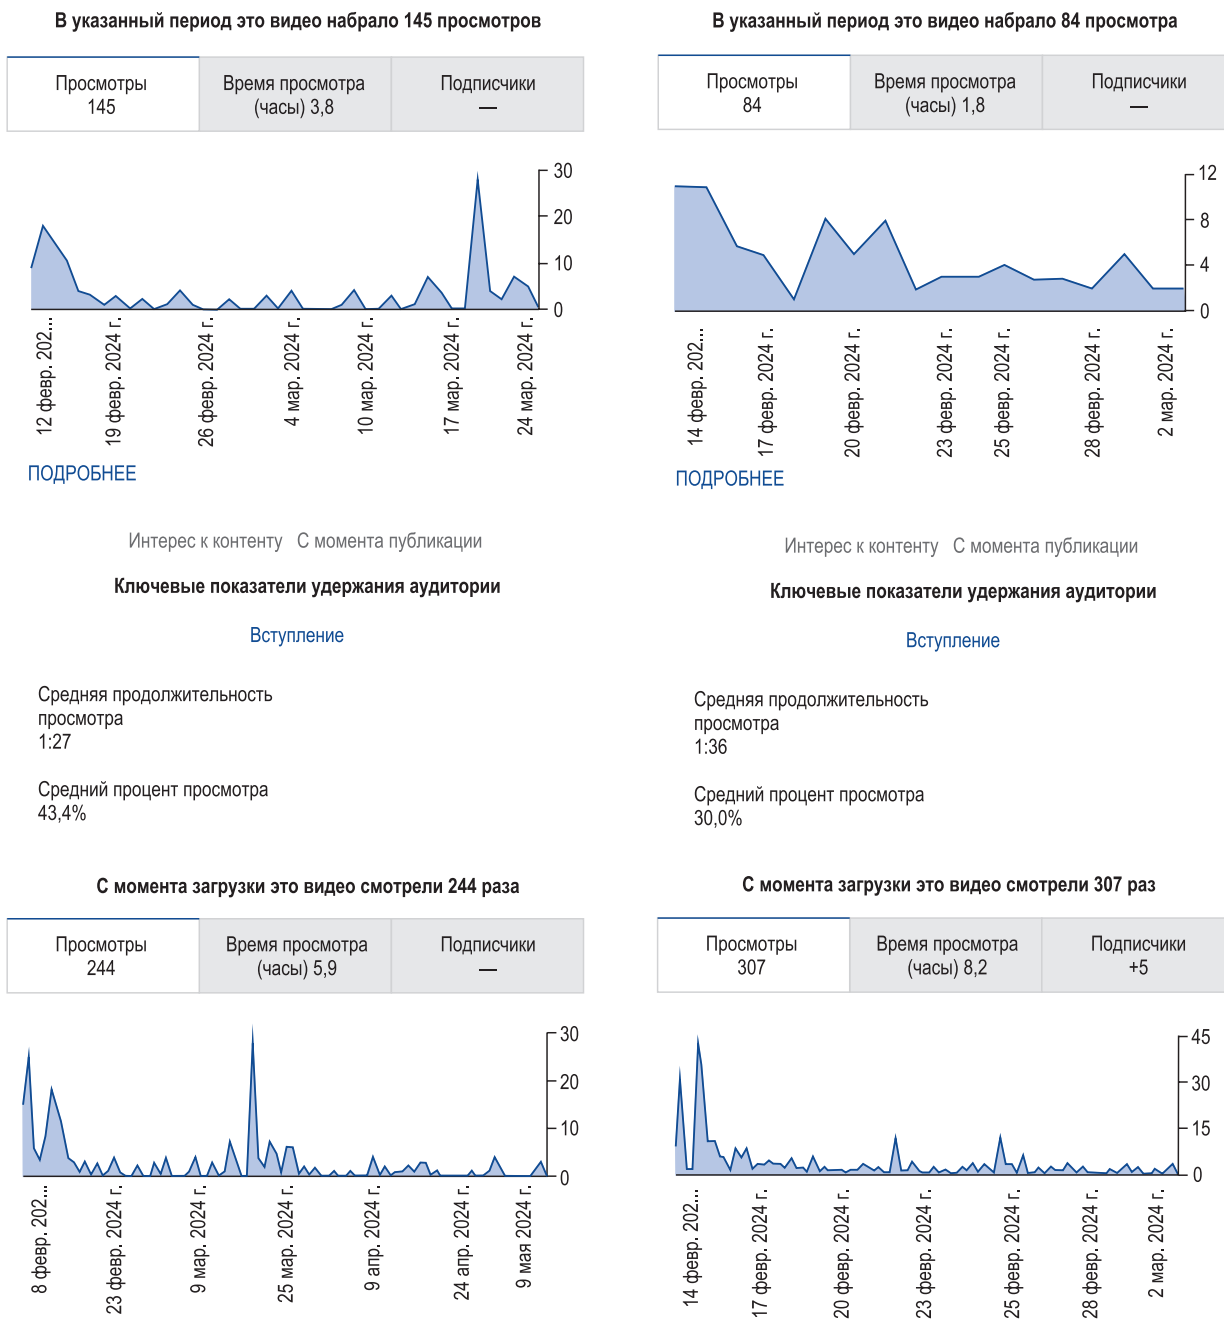 В указанный период это видео набрало 145 просмотров
Просмотры
145
Время просмотра
(часы) 3,8
Подписчики
—
30
20
10
0
12 февр. 202...
19 февр. 2024 г.
26 февр. 2024 г.
4 мар. 2024 г.
10 мар. 2024 г.
17 мар. 2024 г.
24 мар. 2024 г.
ПОДРОБНЕЕ
Интерес к контенту С момента публикации
Ключевые показатели удержания аудитории
Вступление
Средняя продолжительность
просмотра
1:27
Средний процент просмотра
43,4%
В указанный период это видео набрало 84 просмотра
Просмотры
84
Время просмотра
(часы) 1,8
Подписчики
—
12
8
4
0
14 февр. 202...
17 февр. 2024 г.
20 февр. 2024 г.
23 февр. 2024 г.
25 февр. 2024 г.
28 февр. 2024 г.
2 мар. 2024 г.
ПОДРОБНЕЕ
Интерес к контенту С момента публикации
Ключевые показатели удержания аудитории
Вступление
Средняя продолжительность
просмотра
1:36
Средний процент просмотра
30,0%
С момента загрузки это видео смотрели 244 раза
Просмотры
244
Время просмотра
(часы) 5,9
Подписчики
—
30
20
10
0
8 февр. 202...
23 февр. 2024 г.
9 мар. 2024 г.
25 мар. 2024 г.
9 апр. 2024 г.
24 апр. 2024 г.
9 мая 2024 г.
С момента загрузки это видео смотрели 307 раз
Просмотры
307
Время просмотра
(часы) 8,2
Подписчики
+5
45
30
15
0
14 февр. 202...
17 февр. 2024 г.
20 февр. 2024 г.
23 февр. 2024 г.
25 февр. 2024 г.
28 февр. 2024 г.
2 мар. 2024 г.